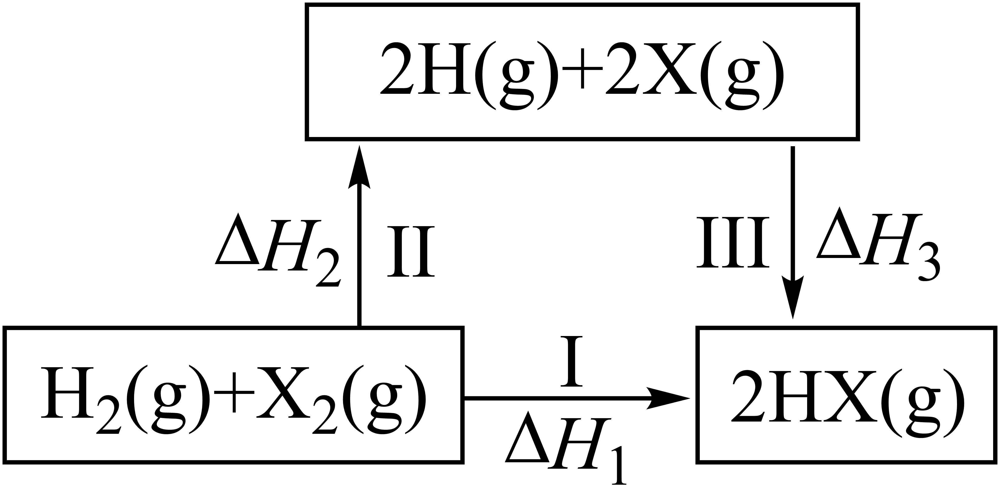 2H(g)+2X(g)
ΔH₂ II III ΔH₃
H₂(g)+X₂(g) I 2HX(g)
ΔH₁